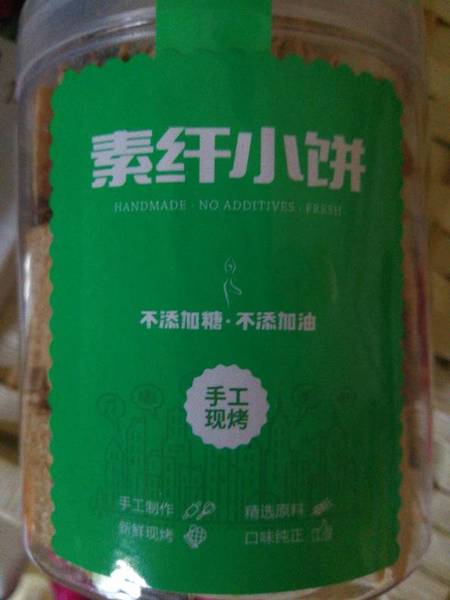 素纤小饼
HANDMADE · NO ADDITIVES · FRESH
不添加糖·不添加油
手工
现烤
手工制作
精选原料
新鲜现烤
口味纯正